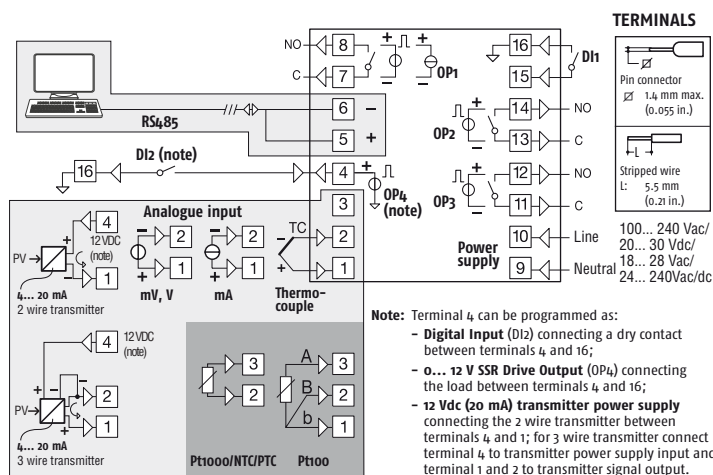 TERMINALS
NO 8 + + OP1
C 7 - -
16
15 DI1
Pin connector
1.4 mm max.
(0.055 in.)
6 -
5 +
RS485
OP2 + -
14 NO
13 C
L
Stripped wire
L: 5.5 mm
(0.21 in.)
DI2 (note)
16
4 +
-
OP4
(note)
OP3 + -
12 NO
11 C
Analogue input
3
4
12 VDC
(note)
+
-
PV
1
4... 20 mA
2 wire transmitter
- 2
+ 1
mV, V
- 2
+ 1
mA
TC
- 2
+ 1
Thermo-
couple
Power
supply
10 Line
9 Neutral
100... 240 Vac/
20... 30 Vdc/
18... 28 Vac/
24... 240Vac/dc
4 12 VDC
(note)
+ - -
2
PV
+ 1
4... 20 mA
3 wire transmitter
3
2
Pt1000/NTC/PTC
A 3
B 2
b 1
Pt100
Note: Terminal 4 can be programmed as:
- Digital Input (DI2) connecting a dry contact
between terminals 4 and 16;
- 0... 12 V SSR Drive Output (OP4) connecting
the load between terminals 4 and 16;
- 12 Vdc (20 mA) transmitter power supply
connecting the 2 wire transmitter between
terminals 4 and 1; for 3 wire transmitter connect
terminal 4 to transmitter power supply input and
terminal 1 and 2 to transmitter signal output.